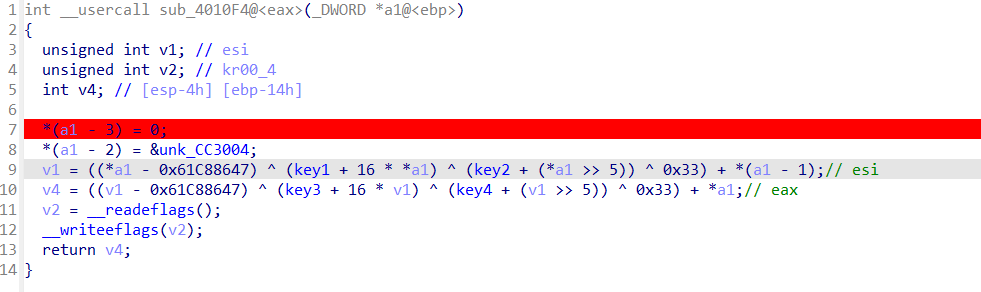 1 int __usercall sub_4010F4@<eax>(_DWORD *a1@<ebp>)
2 {
3 unsigned int v1; // esi
4 unsigned int v2; // kr00_4
5 int v4; // [esp-4h] [ebp-14h]
6
7 *(a1 - 3) = 0;
8 *(a1 - 2) = &unk_CC3004;
9 v1 = ((*a1 - 0x61C88647) ^ (key1 + 16 * *a1) ^ (key2 + (*a1 >> 5)) ^ 0x33) + *(a1 - 1);// esi
10 v4 = ((v1 - 0x61C88647) ^ (key3 + 16 * v1) ^ (key4 + (v1 >> 5)) ^ 0x33) + *a1;// eax
11 v2 = __readeflags();
12 __writeeflags(v2);
13 return v4;
14 }